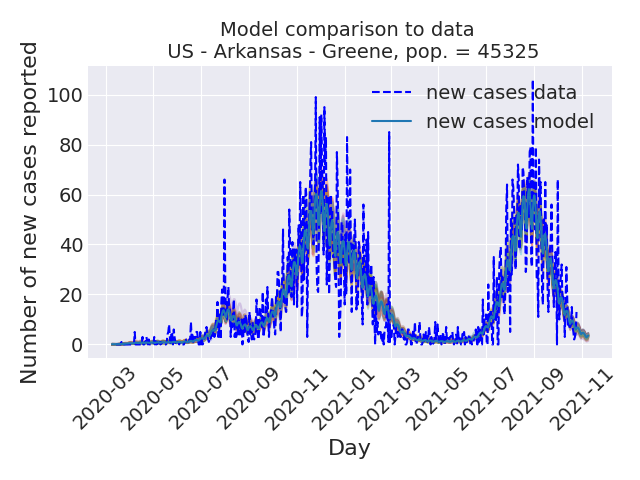 Model comparison to data
US - Arkansas - Greene, pop. = 45325
new cases data
new cases model
Number of new cases reported
100
80
60
40
20
0
2020-03
2020-05
2020-07
2020-09
2020-11
2021-01
2021-03
2021-05
2021-07
2021-09
2021-11
Day